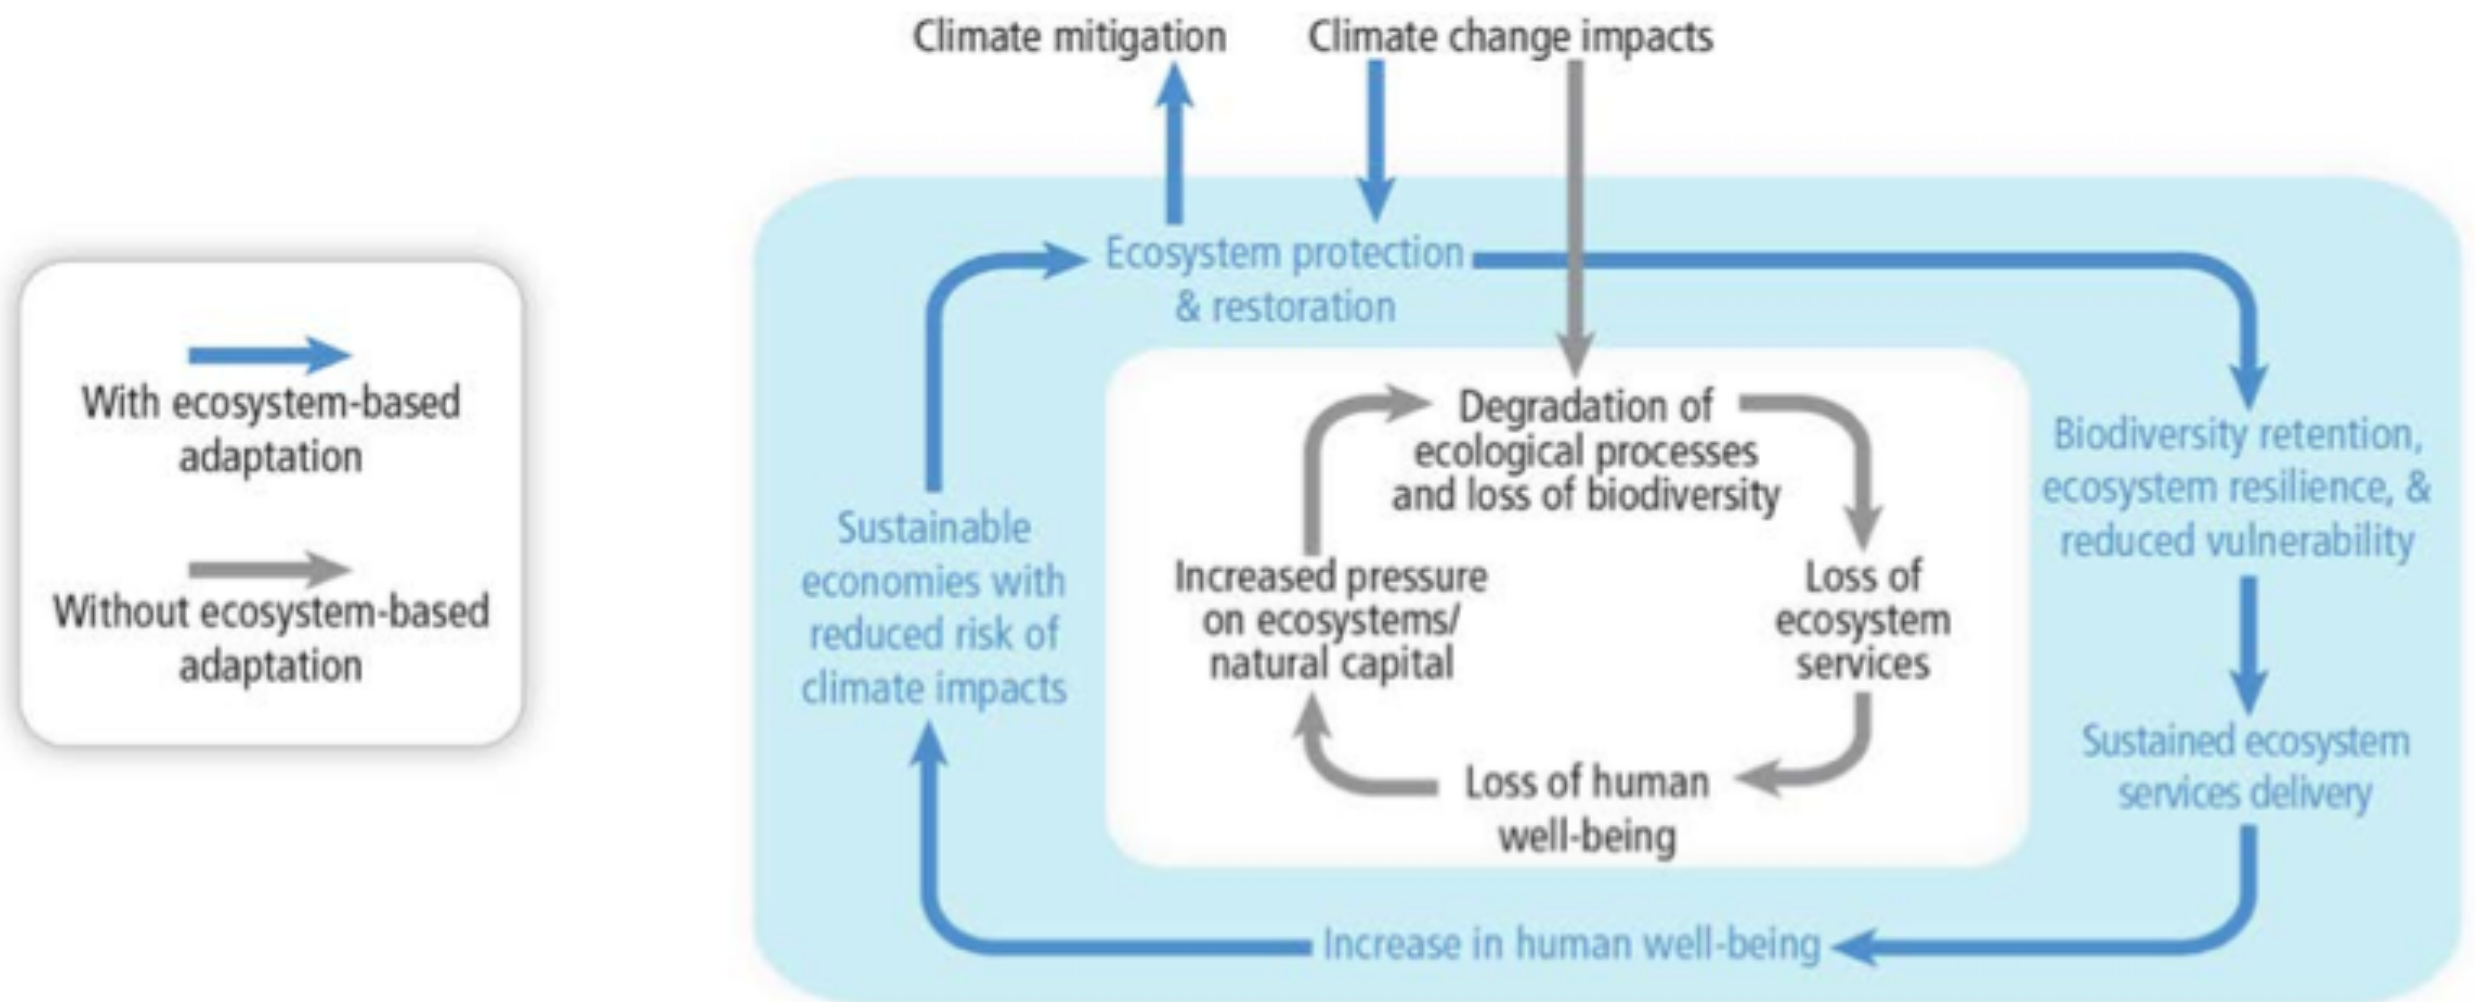 Climate mitigation
Climate change impacts
With ecosystem-based
adaptation
Without ecosystem-based
adaptation
Ecosystem protection
& restoration
Biodiversity retention,
ecosystem resilience, &
reduced vulnerability
Sustained ecosystem
services delivery
Increase in human well-being
Sustainable
economies with
reduced risk of
climate impacts
Degradation of
ecological processes
and loss of biodiversity
Loss of
ecosystem
services
Loss of human
well-being
Increased pressure
on ecosystems/
natural capital